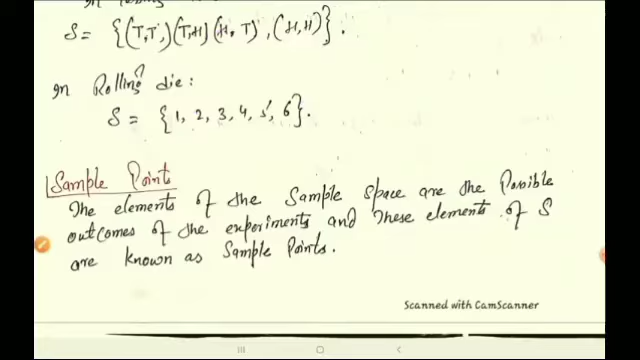 S = {(T,T,)(T,H)(H, T), (H,H)}.
In Rolling die:
S = {1, 2, 3, 4, 5, 6}.
Sample Point
The elements of the Sample Space are the Possible
outcomes of the experiments and These elements of S
are known as Sample Points.
Scanned with CamScanner